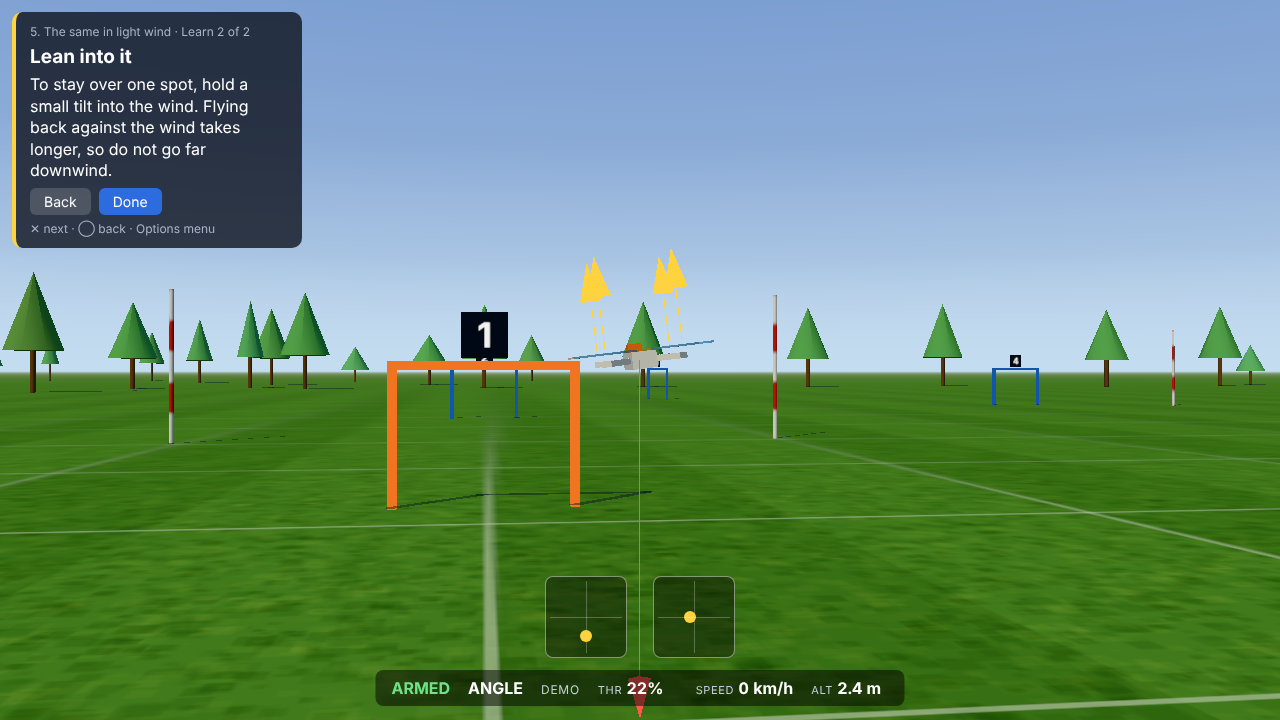 5. The same in light wind · Learn 2 of 2
Lean into it
To stay over one spot, hold a
small tilt into the wind. Flying
back against the wind takes
longer, so do not go far
downwind.
Back Done
✕ next · ◯ back · Options menu
1
4
ARMED ANGLE DEMO THR 22% SPEED 0 km/h ALT 2.4 m